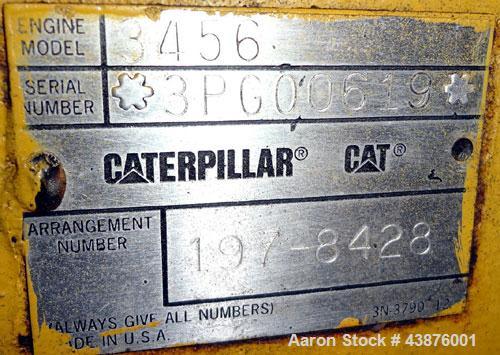 ENGINE MODEL 3456
SERIAL NUMBER *3PG00619*
CATERPILLAR® CAT®
ARRANGEMENT NUMBER 197-8428
(ALWAYS GIVE ALL NUMBERS)
MADE IN U.S.A. 3N-3790 12
Aaron Stock # 43876001